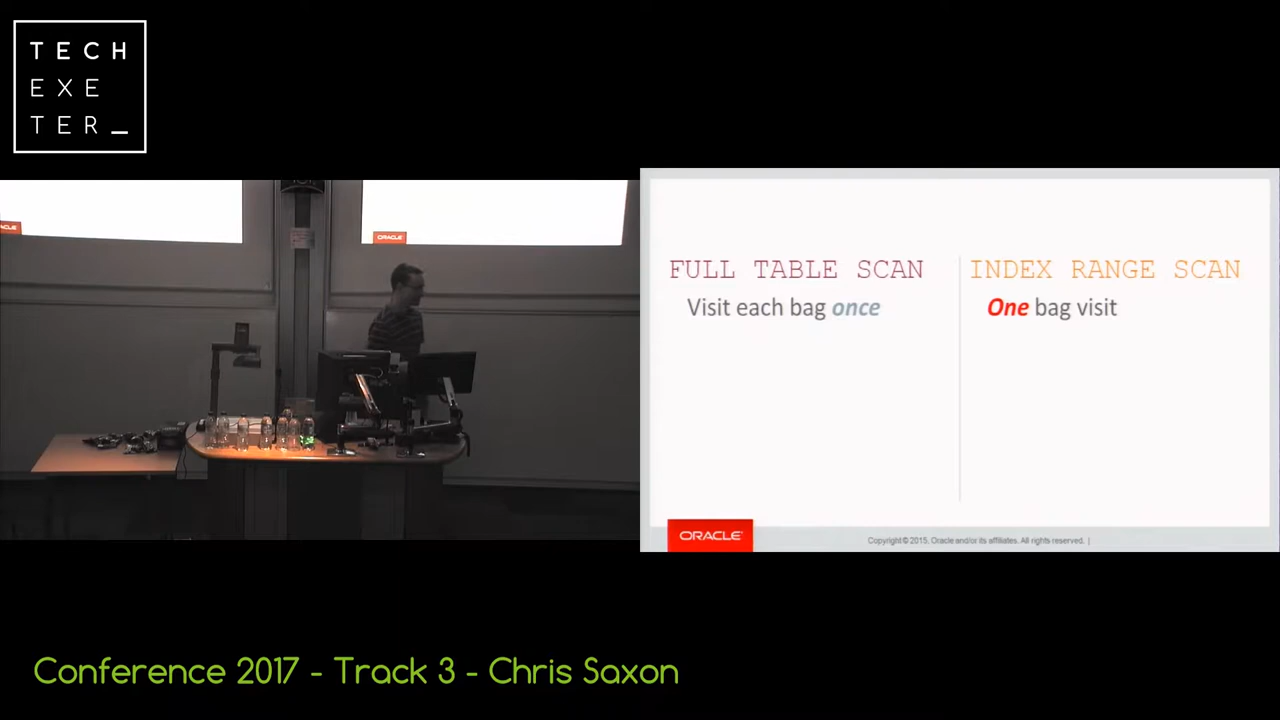 TECH
EXE
TER_
ORACLE
FULL TABLE SCAN
Visit each bag once
INDEX RANGE SCAN
One bag visit
ORACLE
Copyright © 2015, Oracle and/or its affiliates. All rights reserved. |
Conference 2017 - Track 3 - Chris Saxon